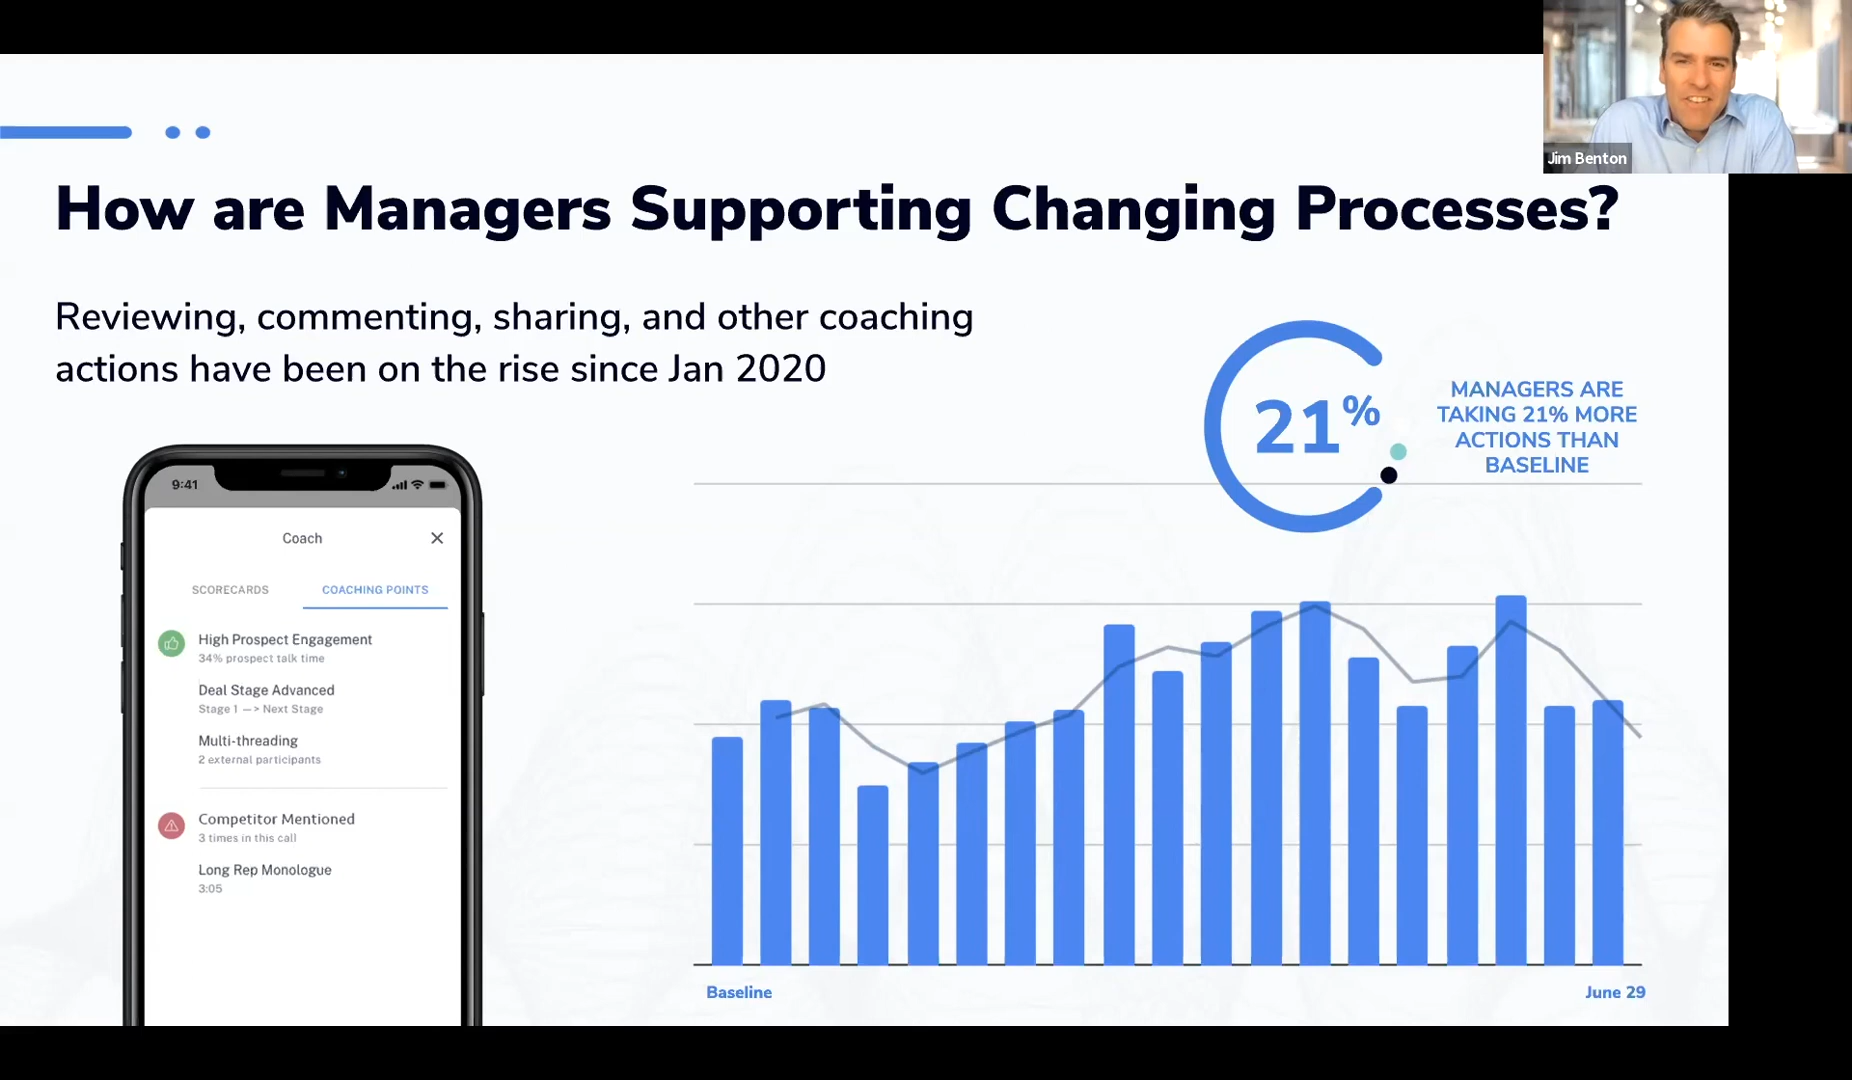 Jim Benton
How are Managers Supporting Changing Processes?
Reviewing, commenting, sharing, and other coaching
actions have been on the rise since Jan 2020
21%
MANAGERS ARE
TAKING 21% MORE
ACTIONS THAN
BASELINE
9:41
Coach
SCORECARDS
COACHING POINTS
High Prospect Engagement
34% prospect talk time
Deal Stage Advanced
Stage 1 —> Next Stage
Multi-threading
2 external participants
Competitor Mentioned
3 times in this call
Long Rep Monologue
3:05
Baseline
June 29